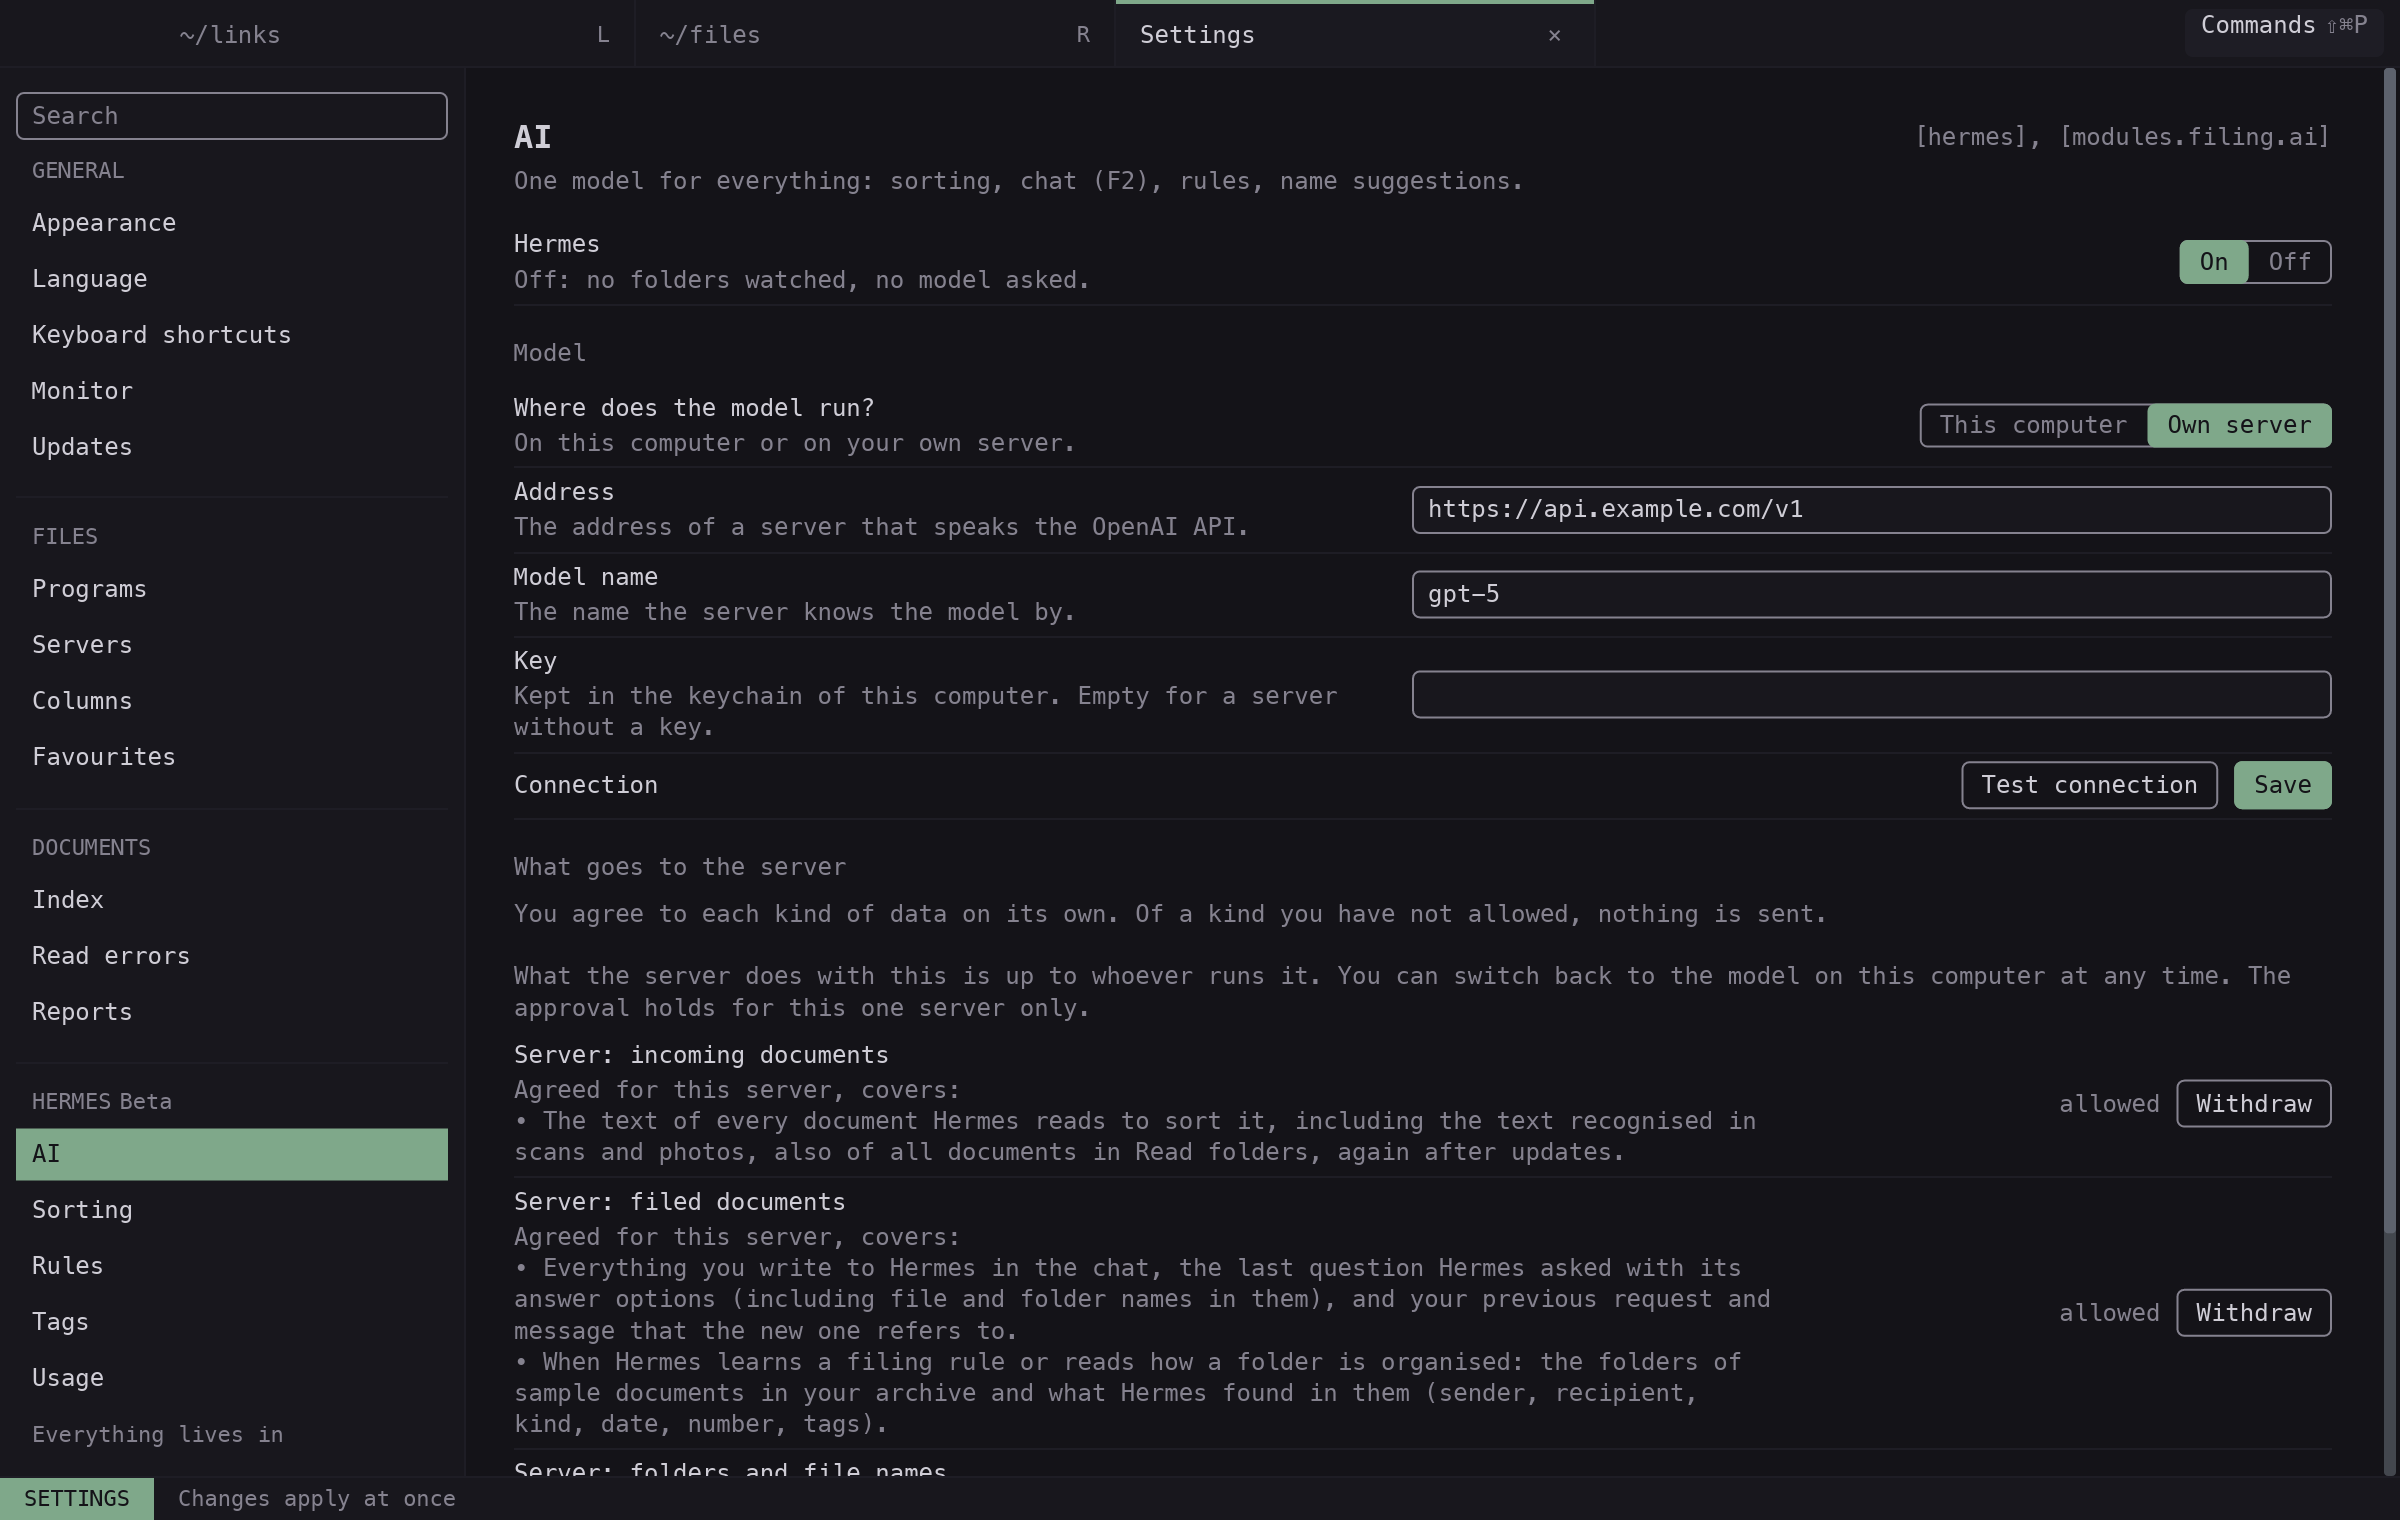 ~/links L ~/files R Settings × Commands ⇧⌘P
Search
GENERAL
Appearance
Language
Keyboard shortcuts
Monitor
Updates
FILES
Programs
Servers
Columns
Favourites
DOCUMENTS
Index
Read errors
Reports
HERMES Beta
AI
Sorting
Rules
Tags
Usage
Everything lives in
AI [hermes], [modules.filing.ai]
One model for everything: sorting, chat (F2), rules, name suggestions.
Hermes
Off: no folders watched, no model asked.
On Off
Model
Where does the model run?
On this computer or on your own server.
This computer Own server
Address
The address of a server that speaks the OpenAI API.
https://api.example.com/v1
Model name
The name the server knows the model by.
gpt-5
Key
Kept in the keychain of this computer. Empty for a server
without a key.
Connection Test connection Save
What goes to the server
You agree to each kind of data on its own. Of a kind you have not allowed, nothing is sent.
What the server does with this is up to whoever runs it. You can switch back to the model on this computer at any time. The
approval holds for this one server only.
Server: incoming documents
Agreed for this server, covers:
• The text of every document Hermes reads to sort it, including the text recognised in
scans and photos, also of all documents in Read folders, again after updates.
allowed Withdraw
Server: filed documents
Agreed for this server, covers:
• Everything you write to Hermes in the chat, the last question Hermes asked with its
answer options (including file and folder names in them), and your previous request and
message that the new one refers to.
• When Hermes learns a filing rule or reads how a folder is organised: the folders of
sample documents in your archive and what Hermes found in them (sender, recipient,
kind, date, number, tags).
allowed Withdraw
Server: folders and file names
SETTINGS Changes apply at once